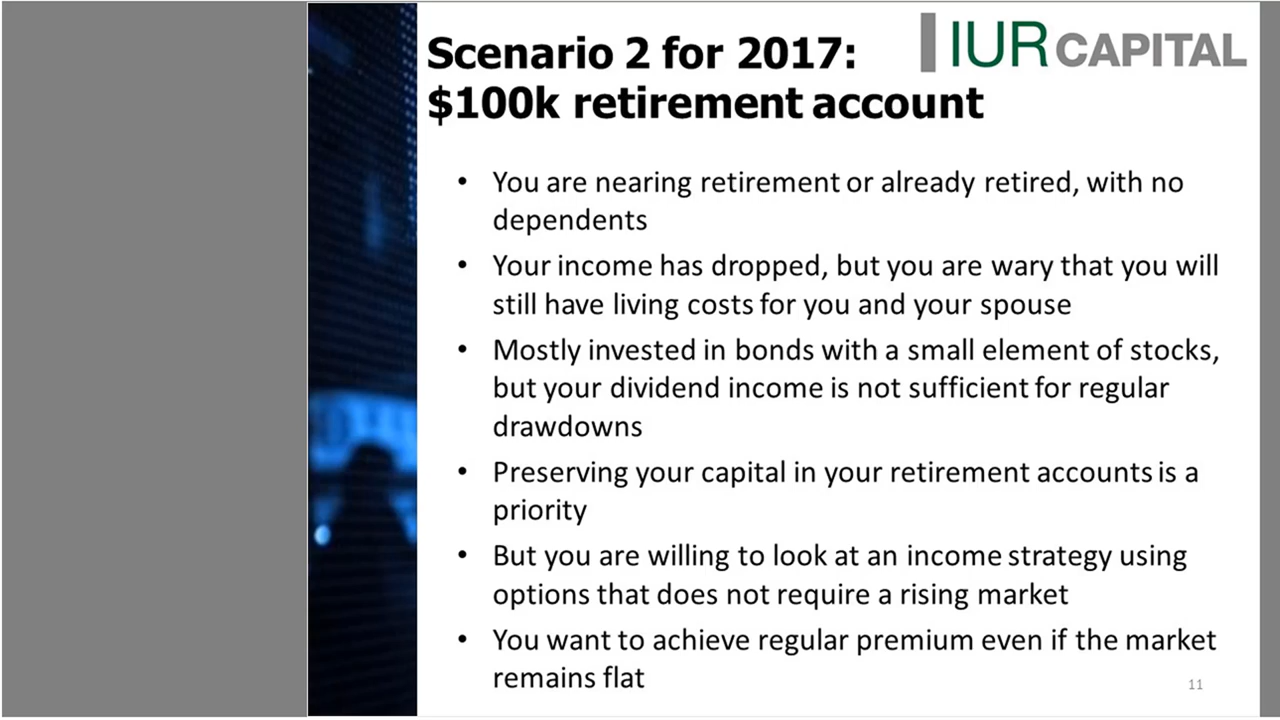 Scenario 2 for 2017:
IUR CAPITAL
$100k retirement account
• You are nearing retirement or already retired, with no
dependents
• Your income has dropped, but you are wary that you will
still have living costs for you and your spouse
• Mostly invested in bonds with a small element of stocks,
but your dividend income is not sufficient for regular
drawdowns
• Preserving your capital in your retirement accounts is a
priority
• But you are willing to look at an income strategy using
options that does not require a rising market
• You want to achieve regular premium even if the market
remains flat
11